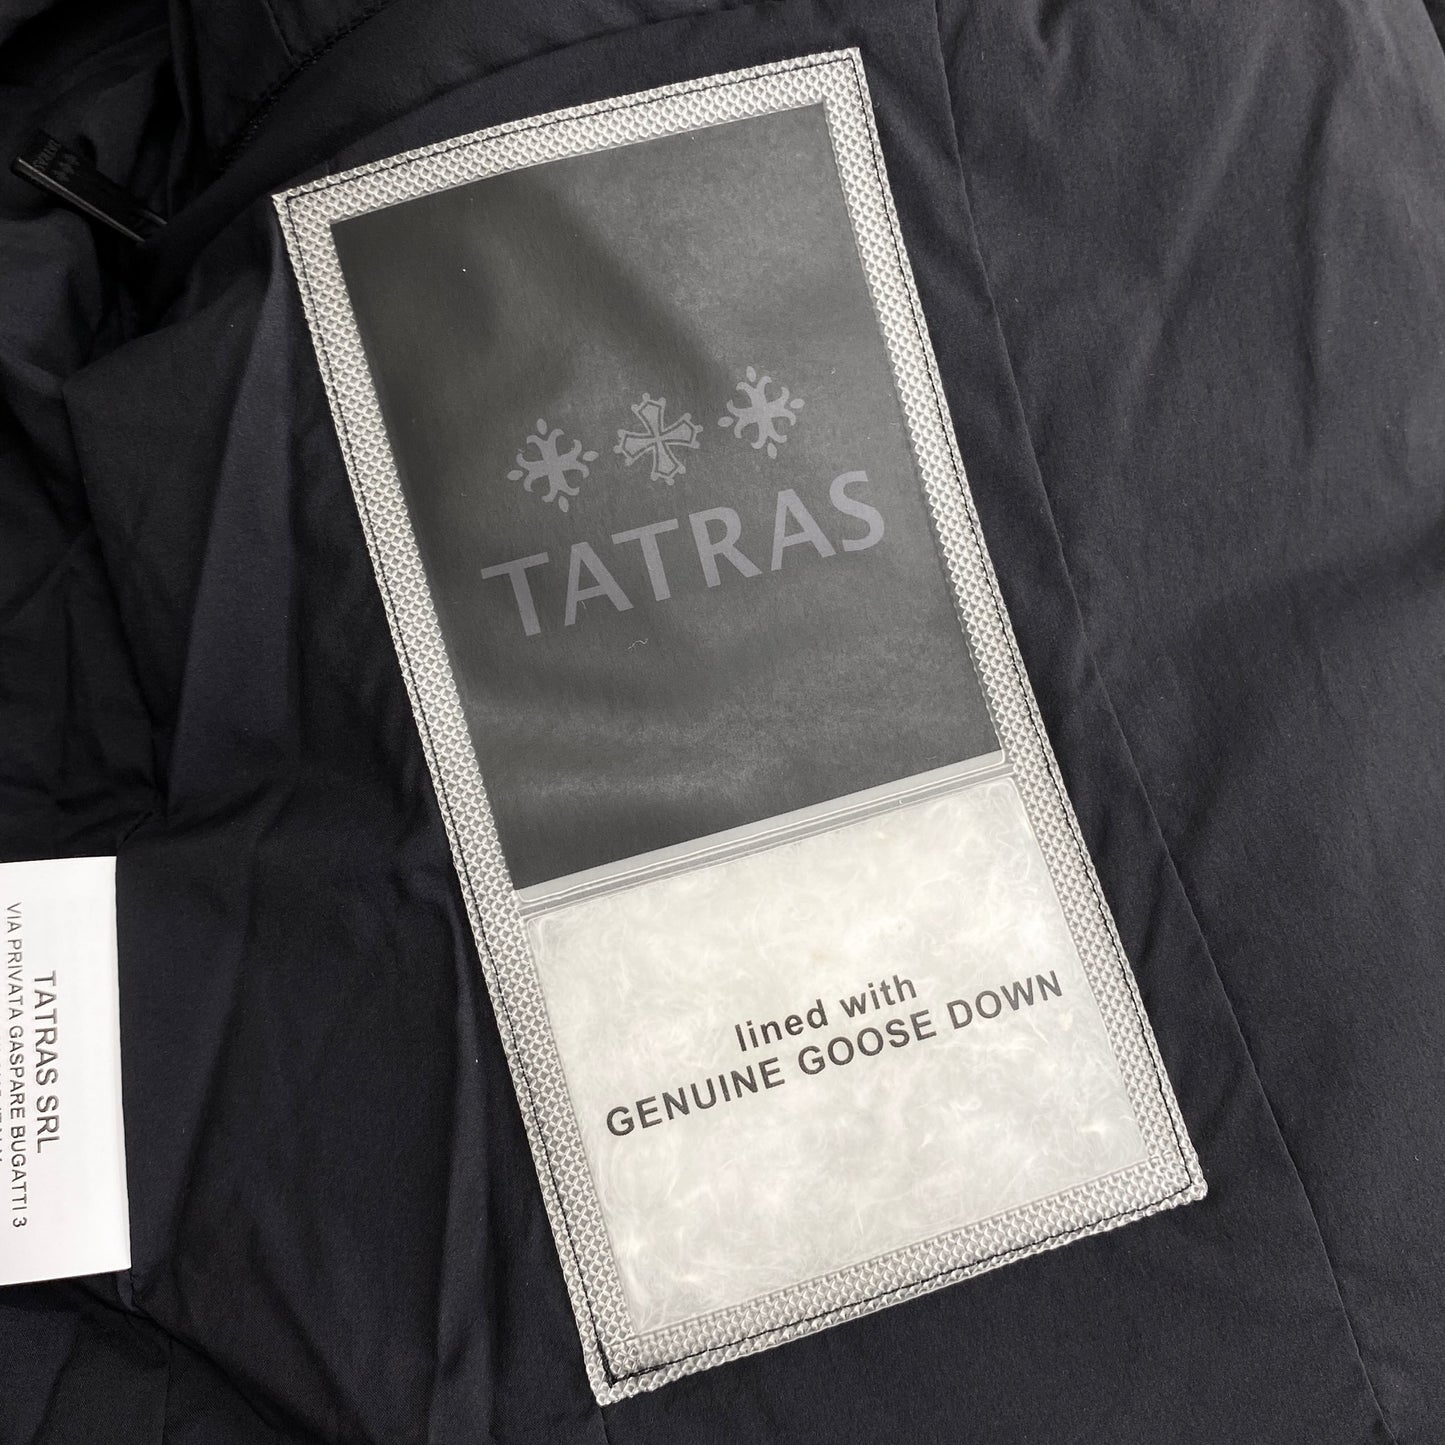 TATRAS
lined with
GENUINE GOOSE DOWN
TATRAS SRL
VIA PRIVATA GASPARE BUGATTI 3